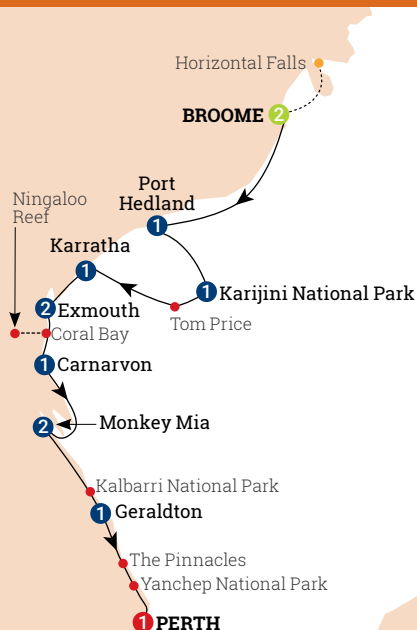 Horizontal Falls
BROOME 2
Port
Hedland
1
Ningaloo
Reef
Karratha
1
1 Karijini National Park
Tom Price
2 Exmouth
Coral Bay
1 Carnarvon
2 Monkey Mia
Kalbarri National Park
1 Geraldton
The Pinnacles
Yanchep National Park
1 PERTH